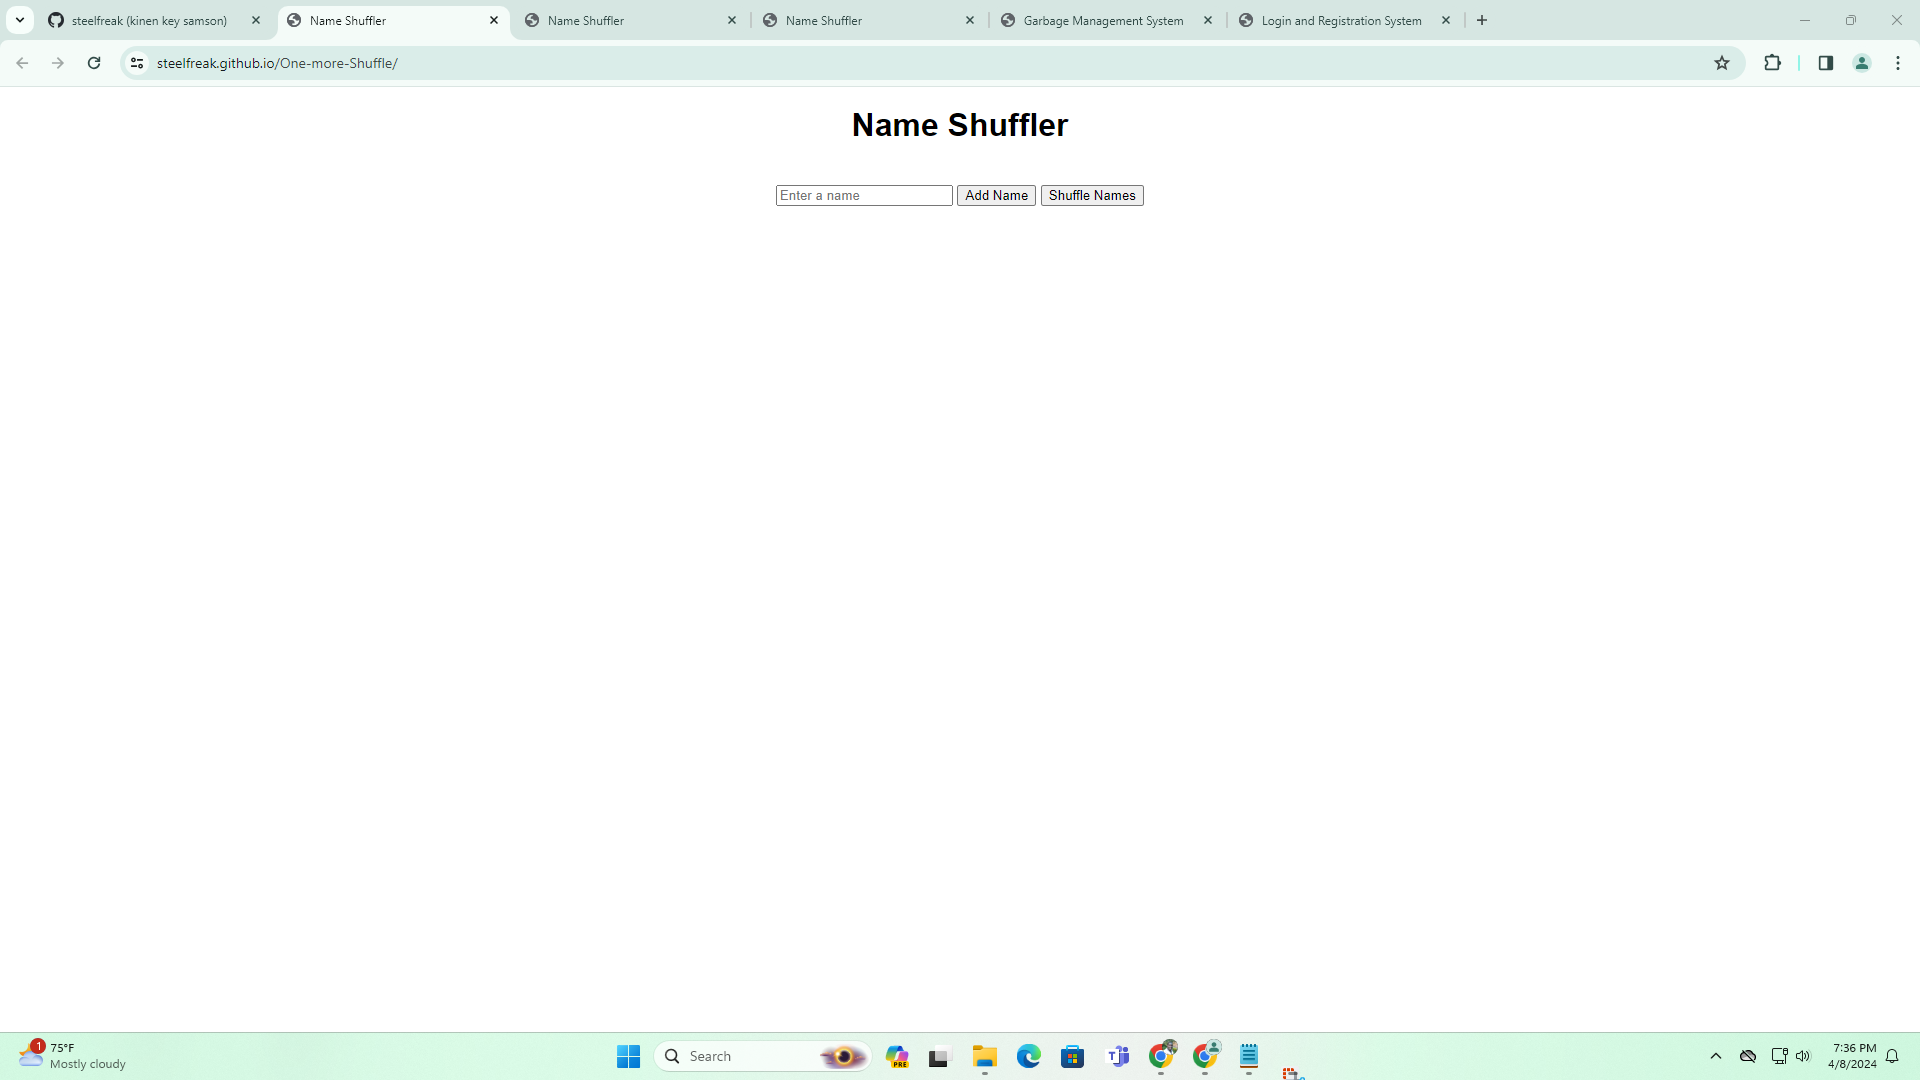 steelfreak (kinen key samson)
Name Shuffler
Name Shuffler
Name Shuffler
Garbage Management System
Login and Registration System
steelfreak.github.io/One-more-Shuffle/
Name Shuffler
Enter a name
Add Name
Shuffle Names
1
75°F
Mostly cloudy
Search
PRE
7:36 PM
4/8/2024